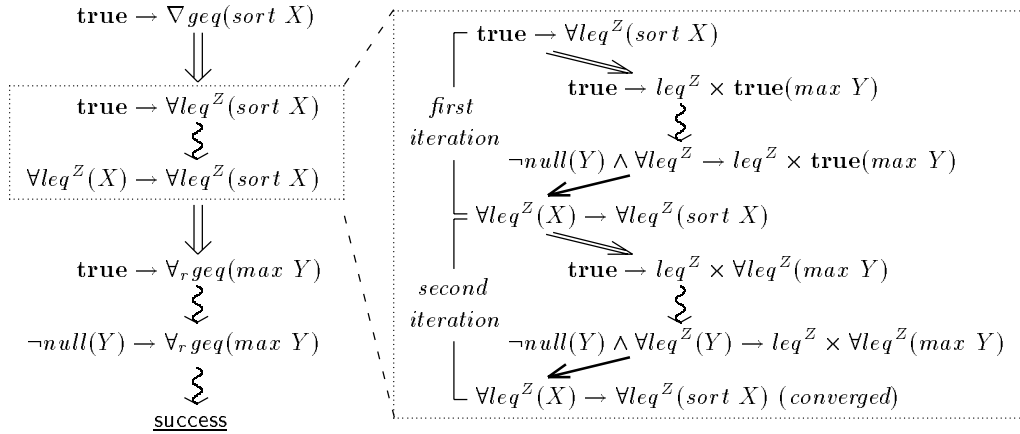 true → ∇geq(sort X)
true → ∀leq^Z(sort X)
∀leq^Z(X) → ∀leq^Z(sort X)
true → ∀_r geq(max Y)
¬null(Y) → ∀_r geq(max Y)
success
first
iteration
second
iteration
true → ∀leq^Z(sort X)
true → leq^Z × true(max Y)
¬null(Y) ∧ ∀leq^Z → leq^Z × true(max Y)
∀leq^Z(X) → ∀leq^Z(sort X)
true → leq^Z × ∀leq^Z(max Y)
¬null(Y) ∧ ∀leq^Z(Y) → leq^Z × ∀leq^Z(max Y)
∀leq^Z(X) → ∀leq^Z(sort X) (converged)